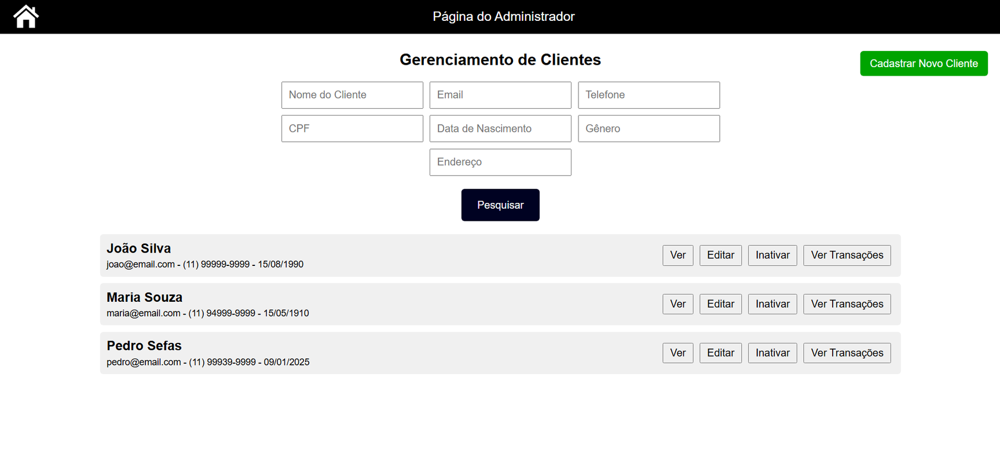 Página do Administrador
Gerenciamento de Clientes
Cadastrar Novo Cliente
Nome do Cliente Email Telefone
CPF Data de Nascimento Gênero
Endereço
Pesquisar
João Silva
joao@email.com - (11) 99999-9999 - 15/08/1990
Ver Editar Inativar Ver Transações
Maria Souza
maria@email.com - (11) 94999-9999 - 15/05/1910
Ver Editar Inativar Ver Transações
Pedro Sefas
pedro@email.com - (11) 99939-9999 - 09/01/2025
Ver Editar Inativar Ver Transações